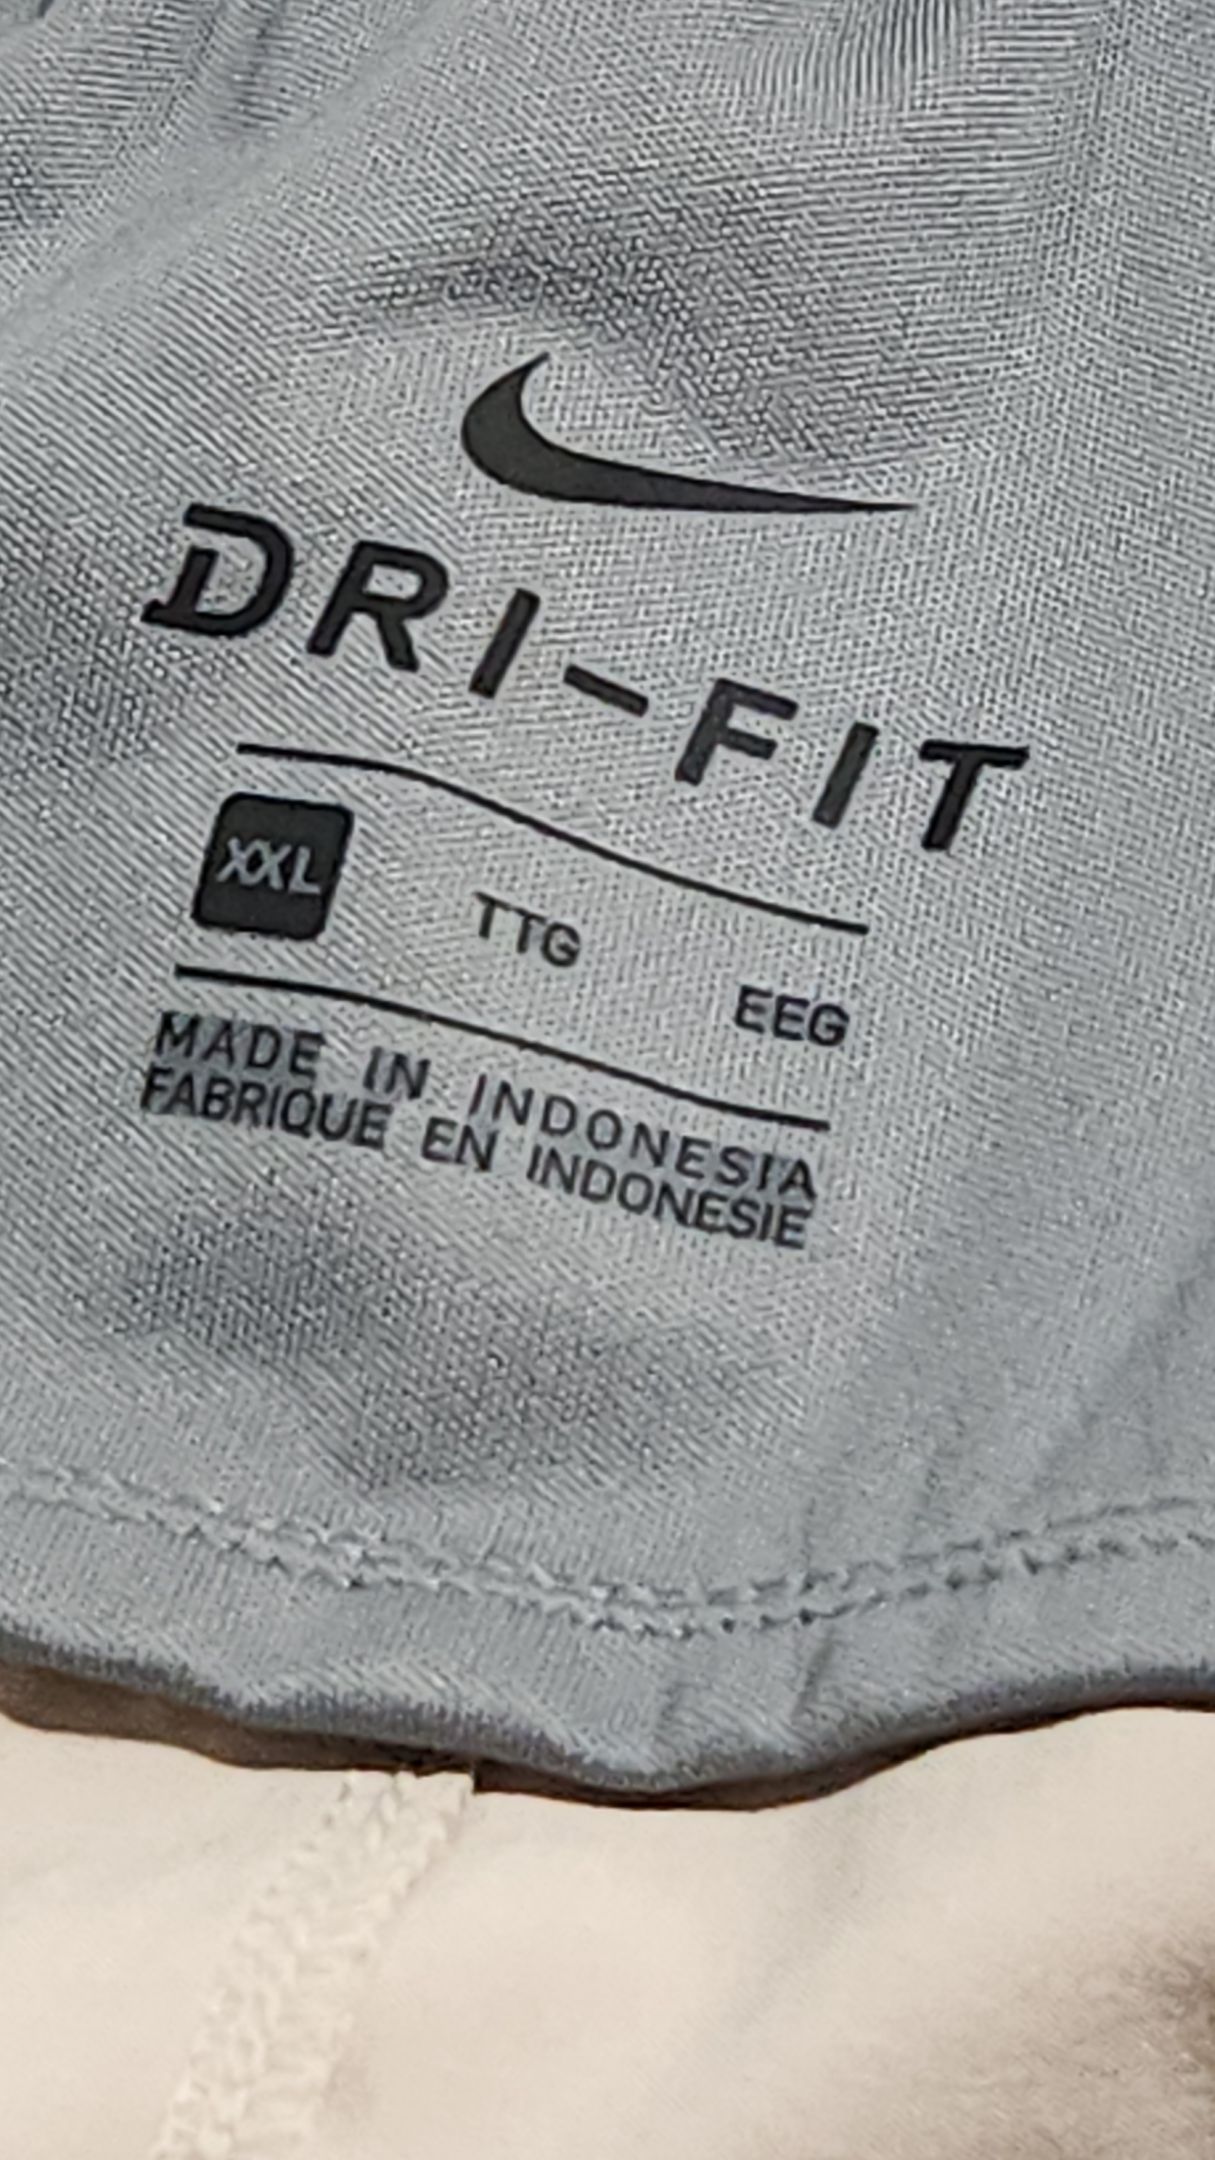 DRI-FIT
XXL TTG EEG
MADE IN INDONESIA
FABRIQUE EN INDONESIE